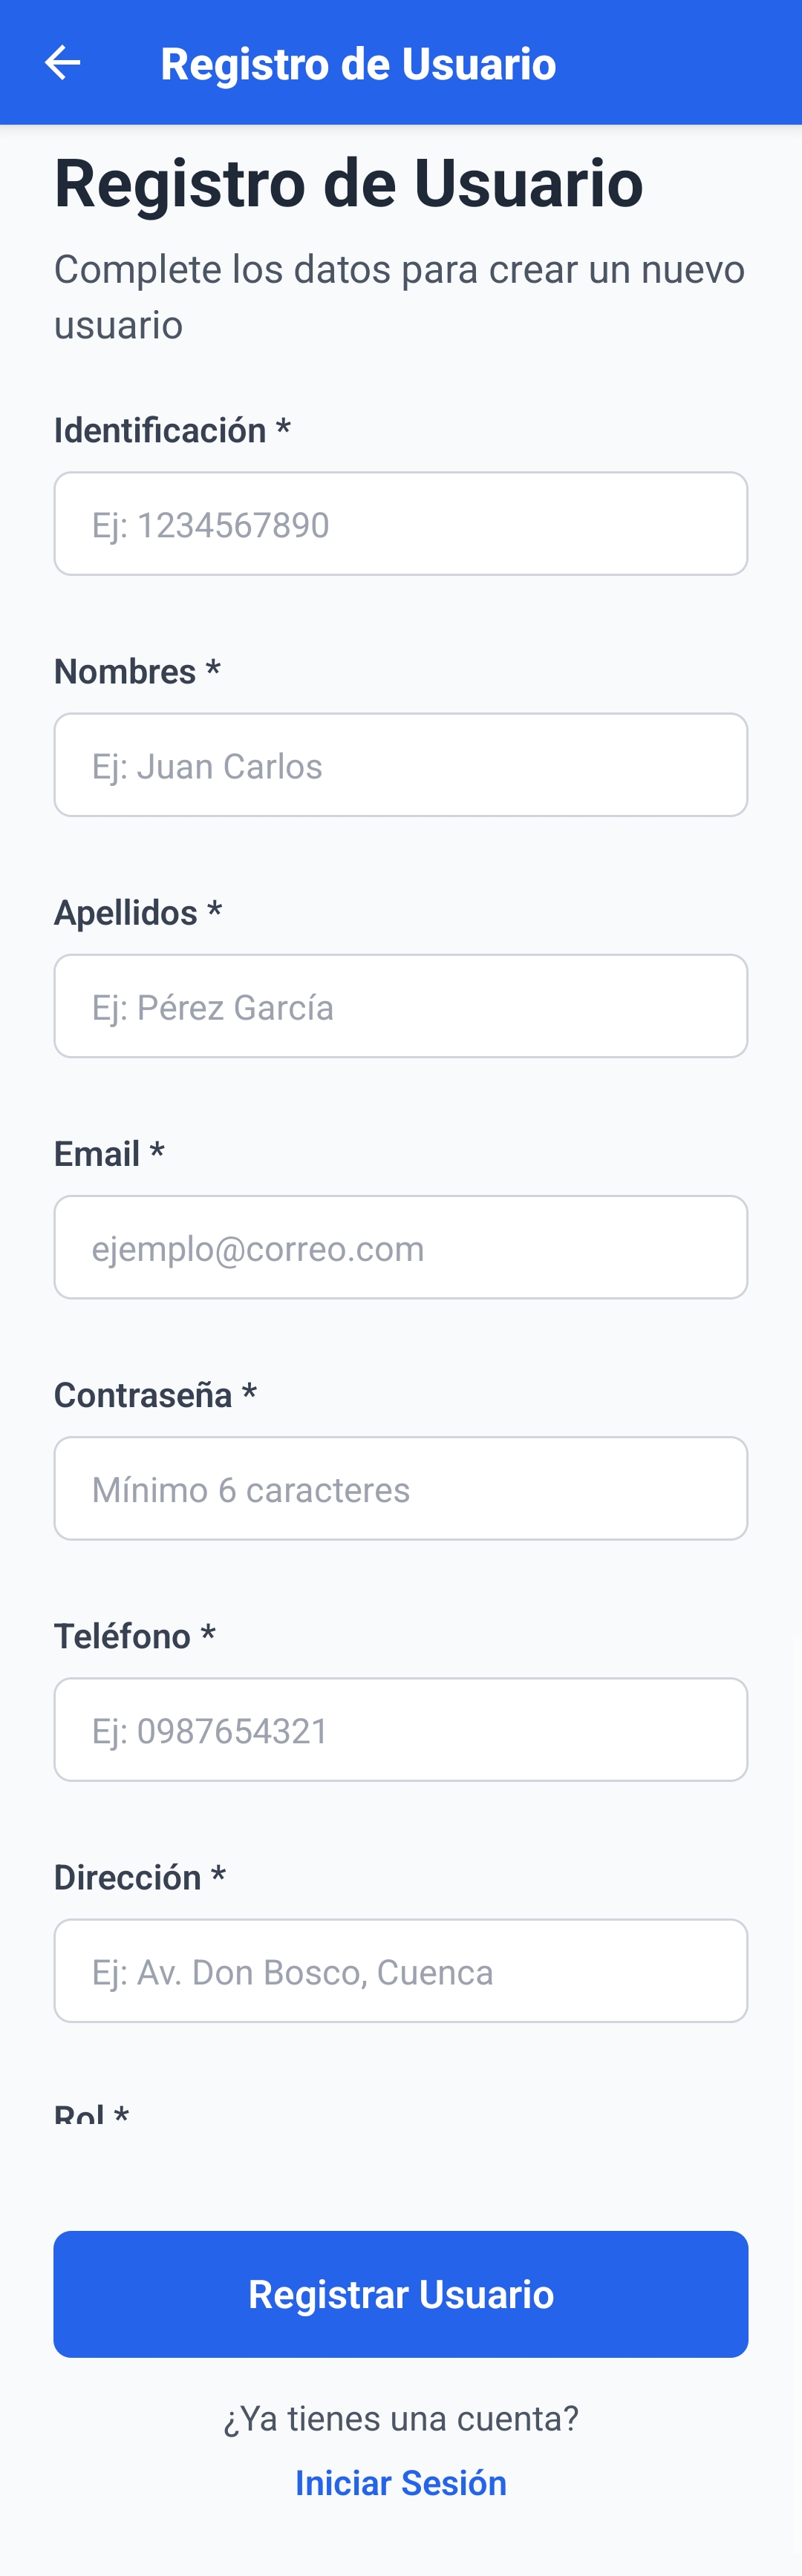 Registro de Usuario
Registro de Usuario
Complete los datos para crear un nuevo
usuario
Identificación *
Ej: 1234567890
Nombres *
Ej: Juan Carlos
Apellidos *
Ej: Pérez García
Email *
ejemplo@correo.com
Contraseña *
Mínimo 6 caracteres
Teléfono *
Ej: 0987654321
Dirección *
Ej: Av. Don Bosco, Cuenca
Rol *
Registrar Usuario
¿Ya tienes una cuenta?
Iniciar Sesión